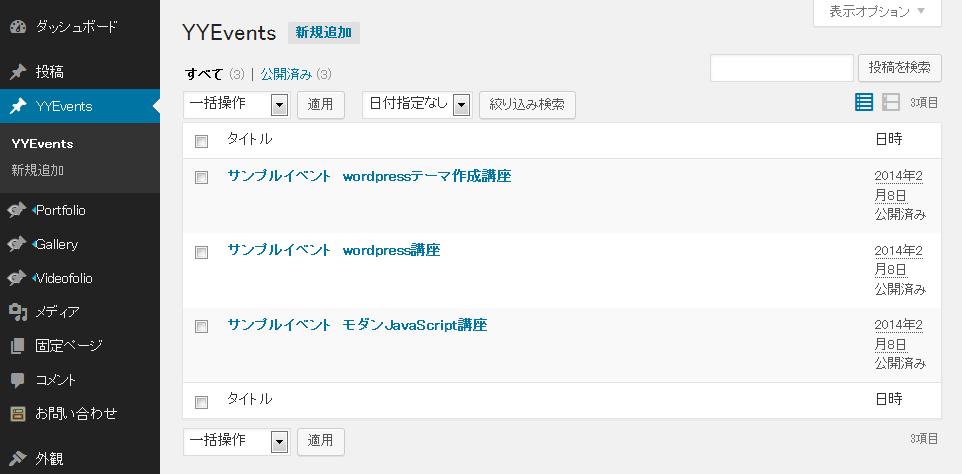 ダッシュボード
投稿
YYEvents
YYEvents
新規追加
Portfolio
Gallery
Videofolio
メディア
固定ページ
コメント
お問い合わせ
外観
表示オプション
YYEvents 新規追加
すべて (3) | 公開済み (3)
投稿を検索
一括操作 適用 日付指定なし 絞り込み検索 3項目
タイトル 日時
サンプルイベント　wordpressテーマ作成講座 2014年2
月8日
公開済み
サンプルイベント　wordpress講座 2014年2
月8日
公開済み
サンプルイベント　モダンJavaScript講座 2014年2
月8日
公開済み
タイトル 日時
一括操作 適用 3項目